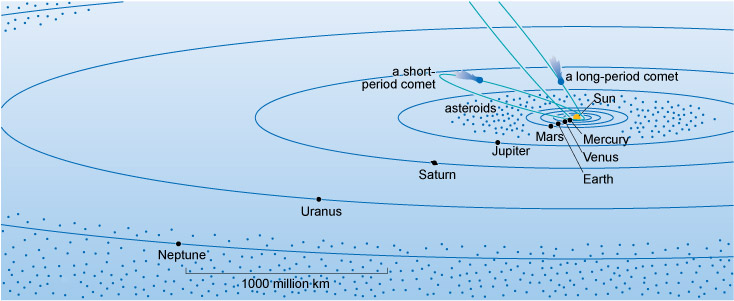 a short-
period comet
a long-period comet
Sun
asteroids
Mars
Mercury
Jupiter
Venus
Saturn
Earth
Uranus
Neptune
1000 million km